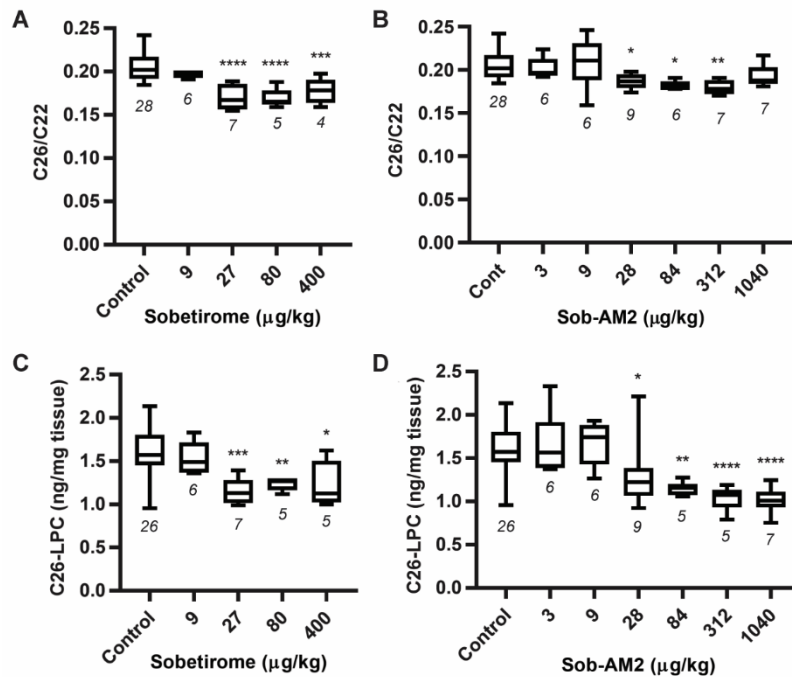 A
C26/C22
0.25
0.20
0.15
0.10
0.05
0.00
**** **** ***
28 6 7 5 4
Control 9 27 80 400
Sobetirome (μg/kg)
B
C26/C22
0.25
0.20
0.15
0.10
0.05
0.00
* * **
28 6 6 9 6 7 7
Cont 3 9 28 84 312 1040
Sob-AM2 (μg/kg)
C
C26-LPC (ng/mg tissue)
2.5
2.0
1.5
1.0
0.5
0.0
*** ** *
26 6 7 5 5
Control 9 27 80 400
Sobetirome (μg/kg)
D
C26-LPC (ng/mg tissue)
2.5
2.0
1.5
1.0
0.5
0.0
* ** **** ****
26 6 6 9 5 5 7
Control 3 9 28 84 312 1040
Sob-AM2 (μg/kg)